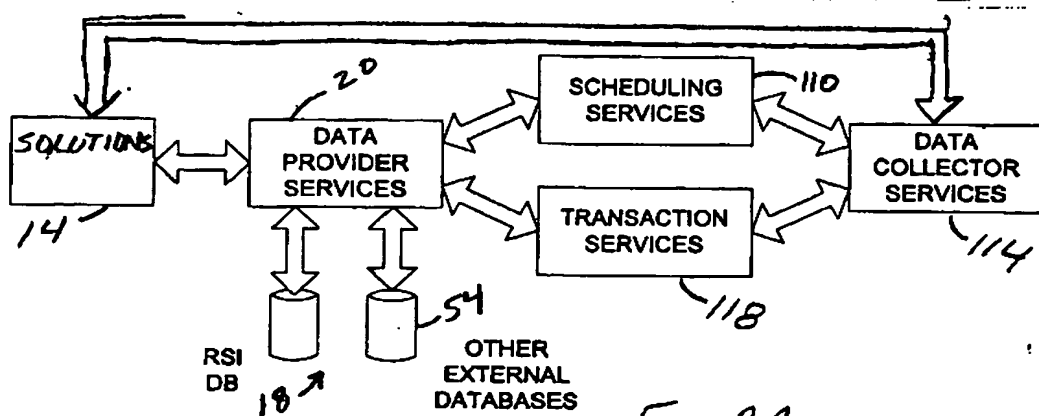 20
SCHEDULING
SERVICES
110
SOLUTIONS
DATA
PROVIDER
SERVICES
DATA
COLLECTOR
SERVICES
14
TRANSACTION
SERVICES
114
118
54
RSI
DB
18
OTHER
EXTERNAL
DATABASES